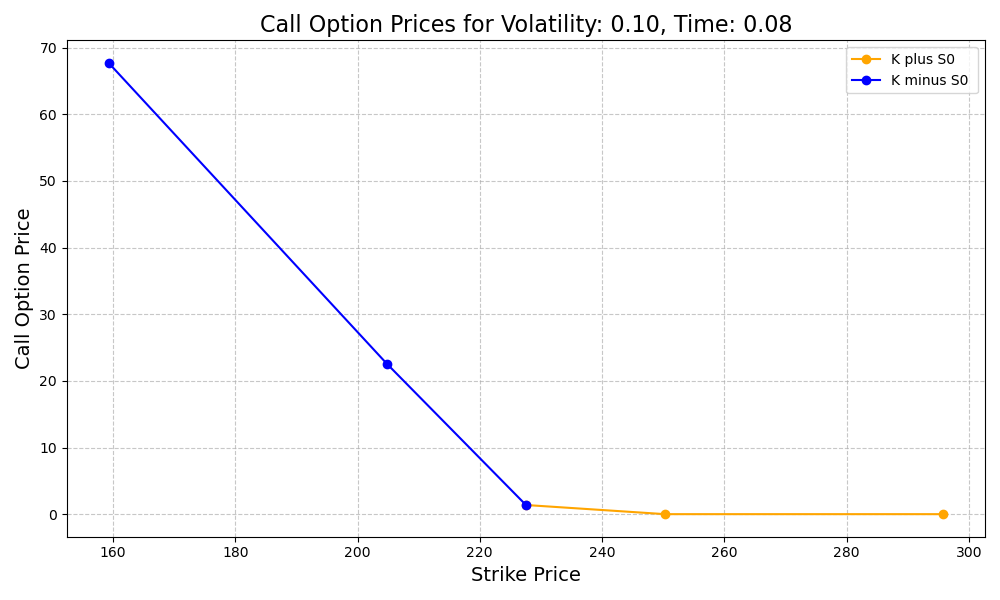 Call Option Prices for Volatility: 0.10, Time: 0.08
K plus S0
K minus S0
Call Option Price
70
60
50
40
30
20
10
0
160 180 200 220 240 260 280 300
Strike Price